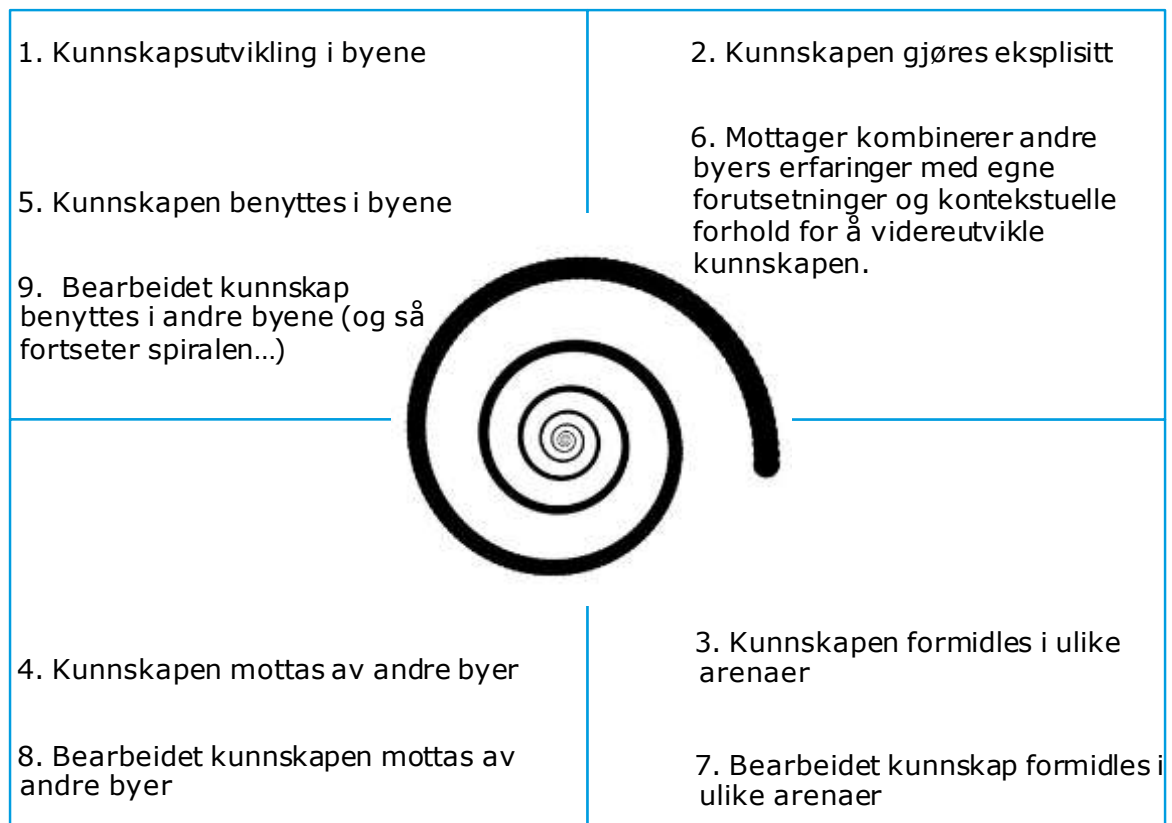 1. Kunnskapsutvikling i byene
5. Kunnskapen benyttes i byene
9. Bearbeidet kunnskap
benyttes i andre byene (og så
fortseter spiralen...)
2. Kunnskapen gjøres eksplisitt
6. Mottager kombinerer andre
byers erfaringer med egne
forutsetninger og kontekstuelle
forhold for å videreutvikle
kunnskapen.
4. Kunnskapen mottas av andre byer
8. Bearbeidet kunnskapen mottas av
andre byer
3. Kunnskapen formidles i ulike
arenaer
7. Bearbeidet kunnskap formidles i
ulike arenaer